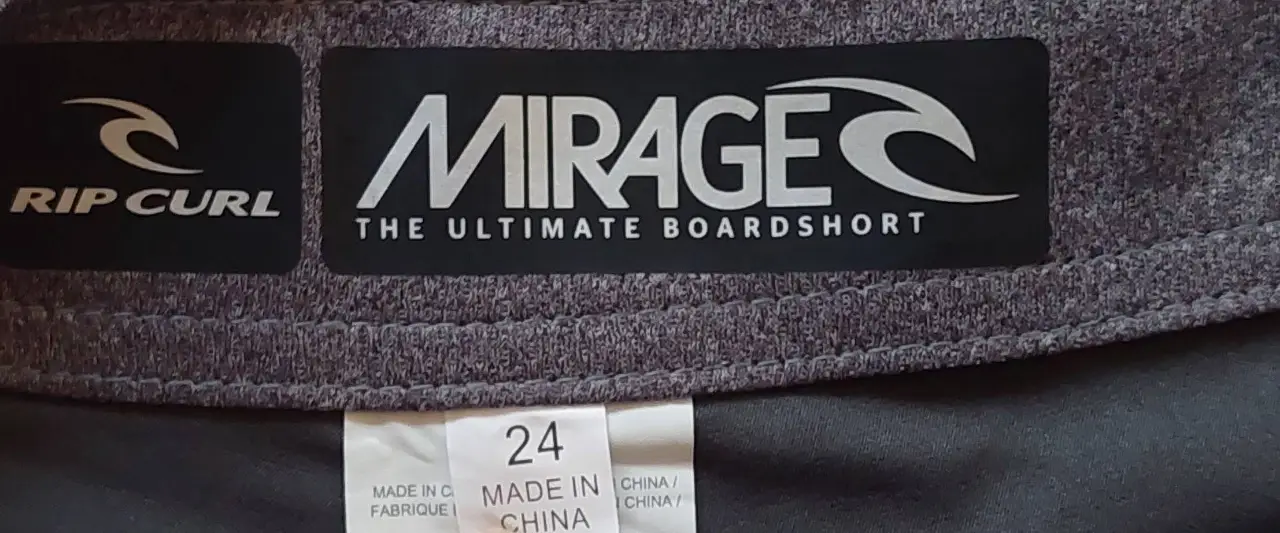 RIP CURL
MIRAGE
THE ULTIMATE BOARDSHORT
24
MADE IN
CHINA
MADE IN
CHINA /
FABRIQUE
CHINA /